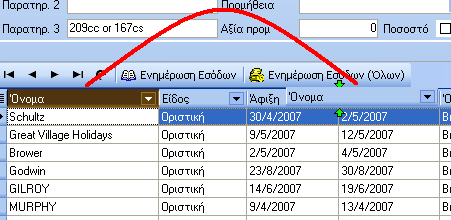 Παρατηρ. 2 Προμήθεια
Παρατηρ. 3 209cc or 167cs Αξία προμ 0 Ποσοστό
Ενημέρωση Εσόδων Ενημέρωση Εσόδων (Όλων)
Όνομα Είδος Άφιξη Όνομα
Schultz Οριστική 30/4/2007 2/5/2007
Great Village Holidays Οριστική 9/5/2007 12/5/2007
Brower Οριστική 2/5/2007 4/5/2007
Godwin Οριστική 23/8/2007 30/8/2007
GILROY Οριστική 14/6/2007 19/6/2007
MURPHY Οριστική 9/4/2007 13/4/2007